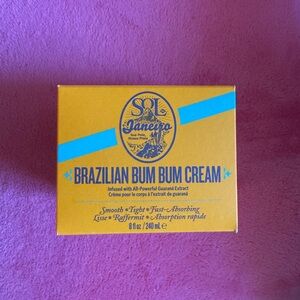 SOL
de Janeiro
BRAZILIAN BUM BUM CREAM
Infused with All-Powerful Guaraná Extract
Crème pour le corps à l'extrait de guarana
Smooth • Tight • Fast-Absorbing
Lisse • Raffermit • Absorption rapide
8 fl oz / 240 mL ℮